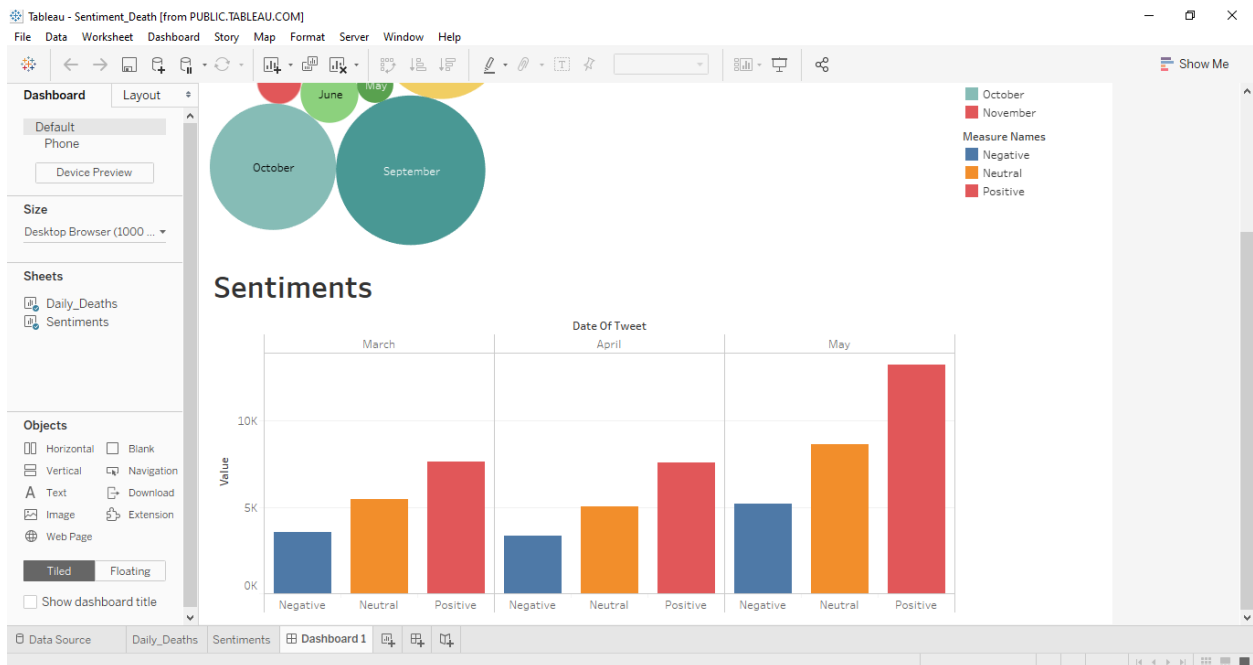 Tableau - Sentiment_Death [from PUBLIC.TABLEAU.COM]
File Data Worksheet Dashboard Story Map Format Server Window Help
Show Me
Dashboard Layout
Default
Phone
Device Preview
Size
Desktop Browser (1000 ...
Sheets
Daily_Deaths
Sentiments
Objects
Horizontal Blank
Vertical Navigation
A Text Download
Image Extension
Web Page
Tiled Floating
Show dashboard title
June May
October September
October
November
Measure Names
Negative
Neutral
Positive
Sentiments
Date Of Tweet
March April May
Value
10K
5K
0K
Negative Neutral Positive Negative Neutral Positive Negative Neutral Positive
Data Source Daily_Deaths Sentiments Dashboard 1